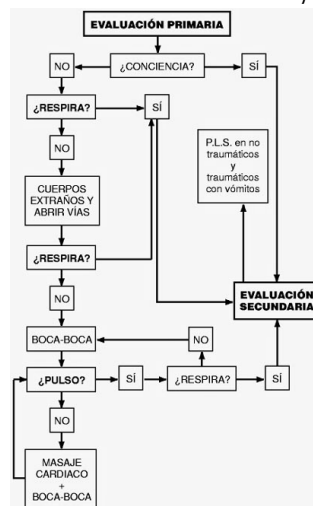 EVALUACIÓN PRIMARIA
NO
¿CONCIENCIA?
SÍ
¿RESPIRA?
SÍ
NO
P.L.S. en no
traumáticos
y
traumáticos
con vómitos
CUERPOS
EXTRAÑOS Y
ABRIR VÍAS
¿RESPIRA?
NO
EVALUACIÓN
SECUNDARIA
BOCA-BOCA
NO
¿PULSO?
SÍ
¿RESPIRA?
SÍ
NO
MASAJE
CARDIACO
+
BOCA-BOCA